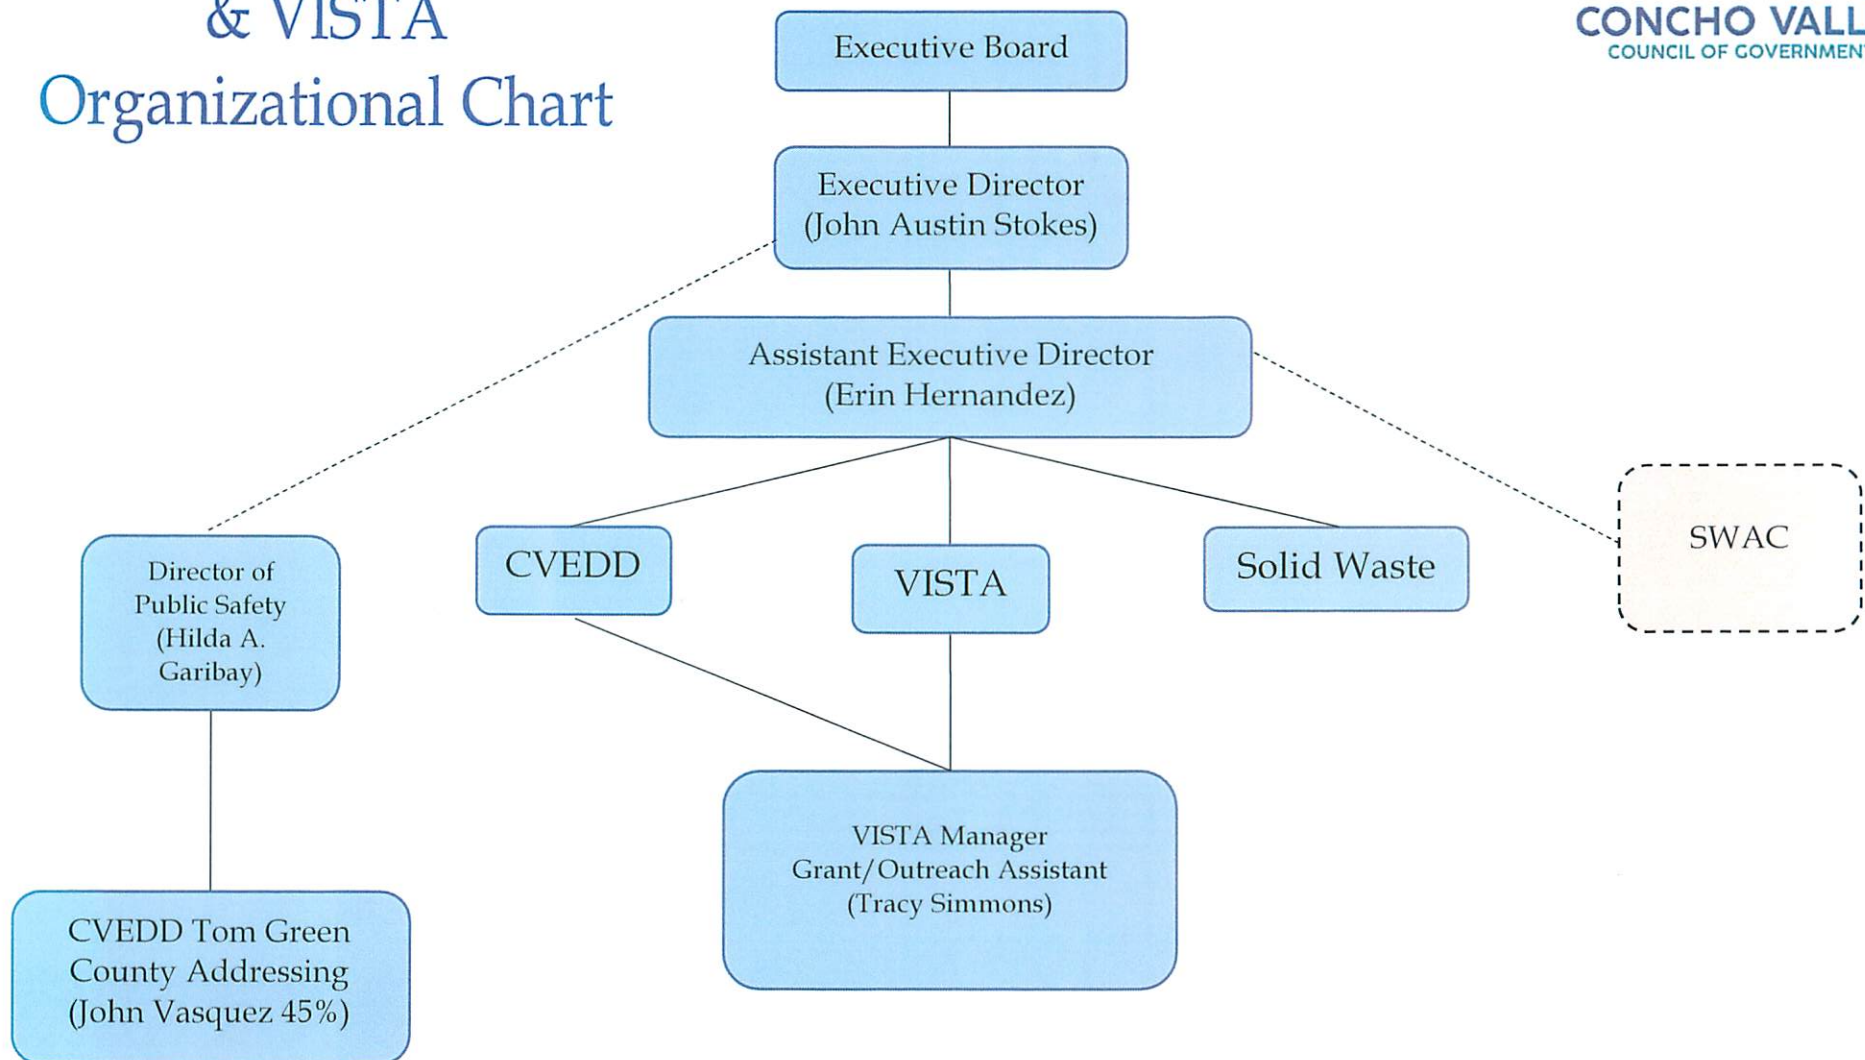 & VISTA
Organizational Chart
CONCHO VALL
COUNCIL OF GOVERNMEN
Executive Board
Executive Director
(John Austin Stokes)
Assistant Executive Director
(Erin Hernandez)
Director of
Public Safety
(Hilda A.
Garibay)
CVEDD
VISTA
Solid Waste
SWAC
VISTA Manager
Grant/Outreach Assistant
(Tracy Simmons)
CVEDD Tom Green
County Addressing
(John Vasquez 45%)